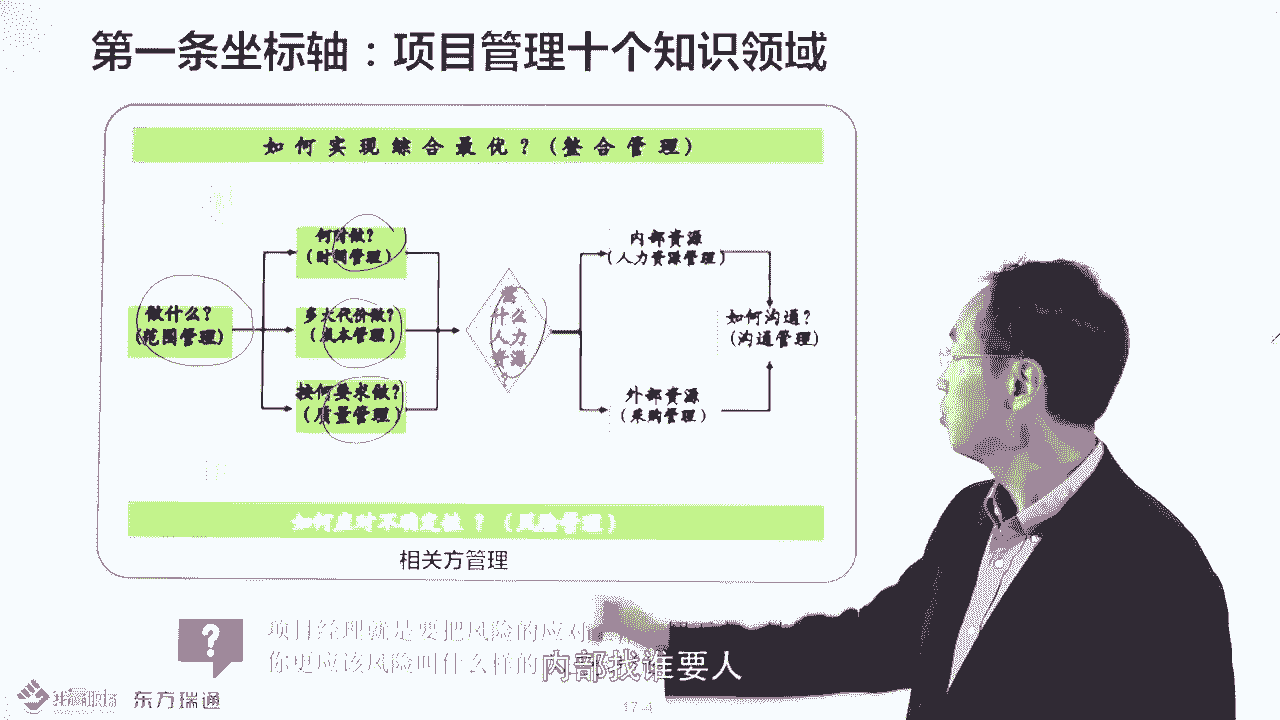 第一条坐标轴：项目管理十个知识领域
如何实现综合最优？(整合管理)
何时做？
(时间管理)
做什么？
(范围管理)
多大代价做？
(成本管理)
按何要求做？
(质量管理)
需
什么
人力
资源
内部资源
(人力资源管理)
如何沟通？
(沟通管理)
外部资源
(采购管理)
如何应对不确定性？(风险管理)
相关方管理
?
项目经理就是要把风险的应对
你更应该风险叫什么样的
内部找谁要人
东方瑞通
17-4